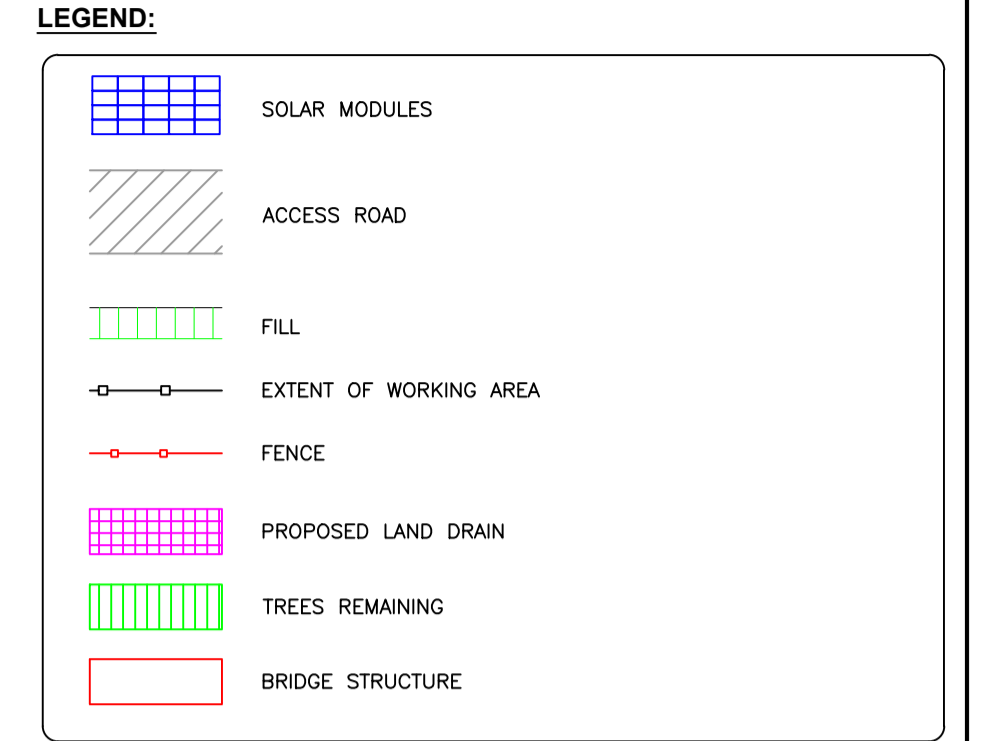 LEGEND:
SOLAR MODULES
ACCESS ROAD
FILL
EXTENT OF WORKING AREA
FENCE
PROPOSED LAND DRAIN
TREES REMAINING
BRIDGE STRUCTURE